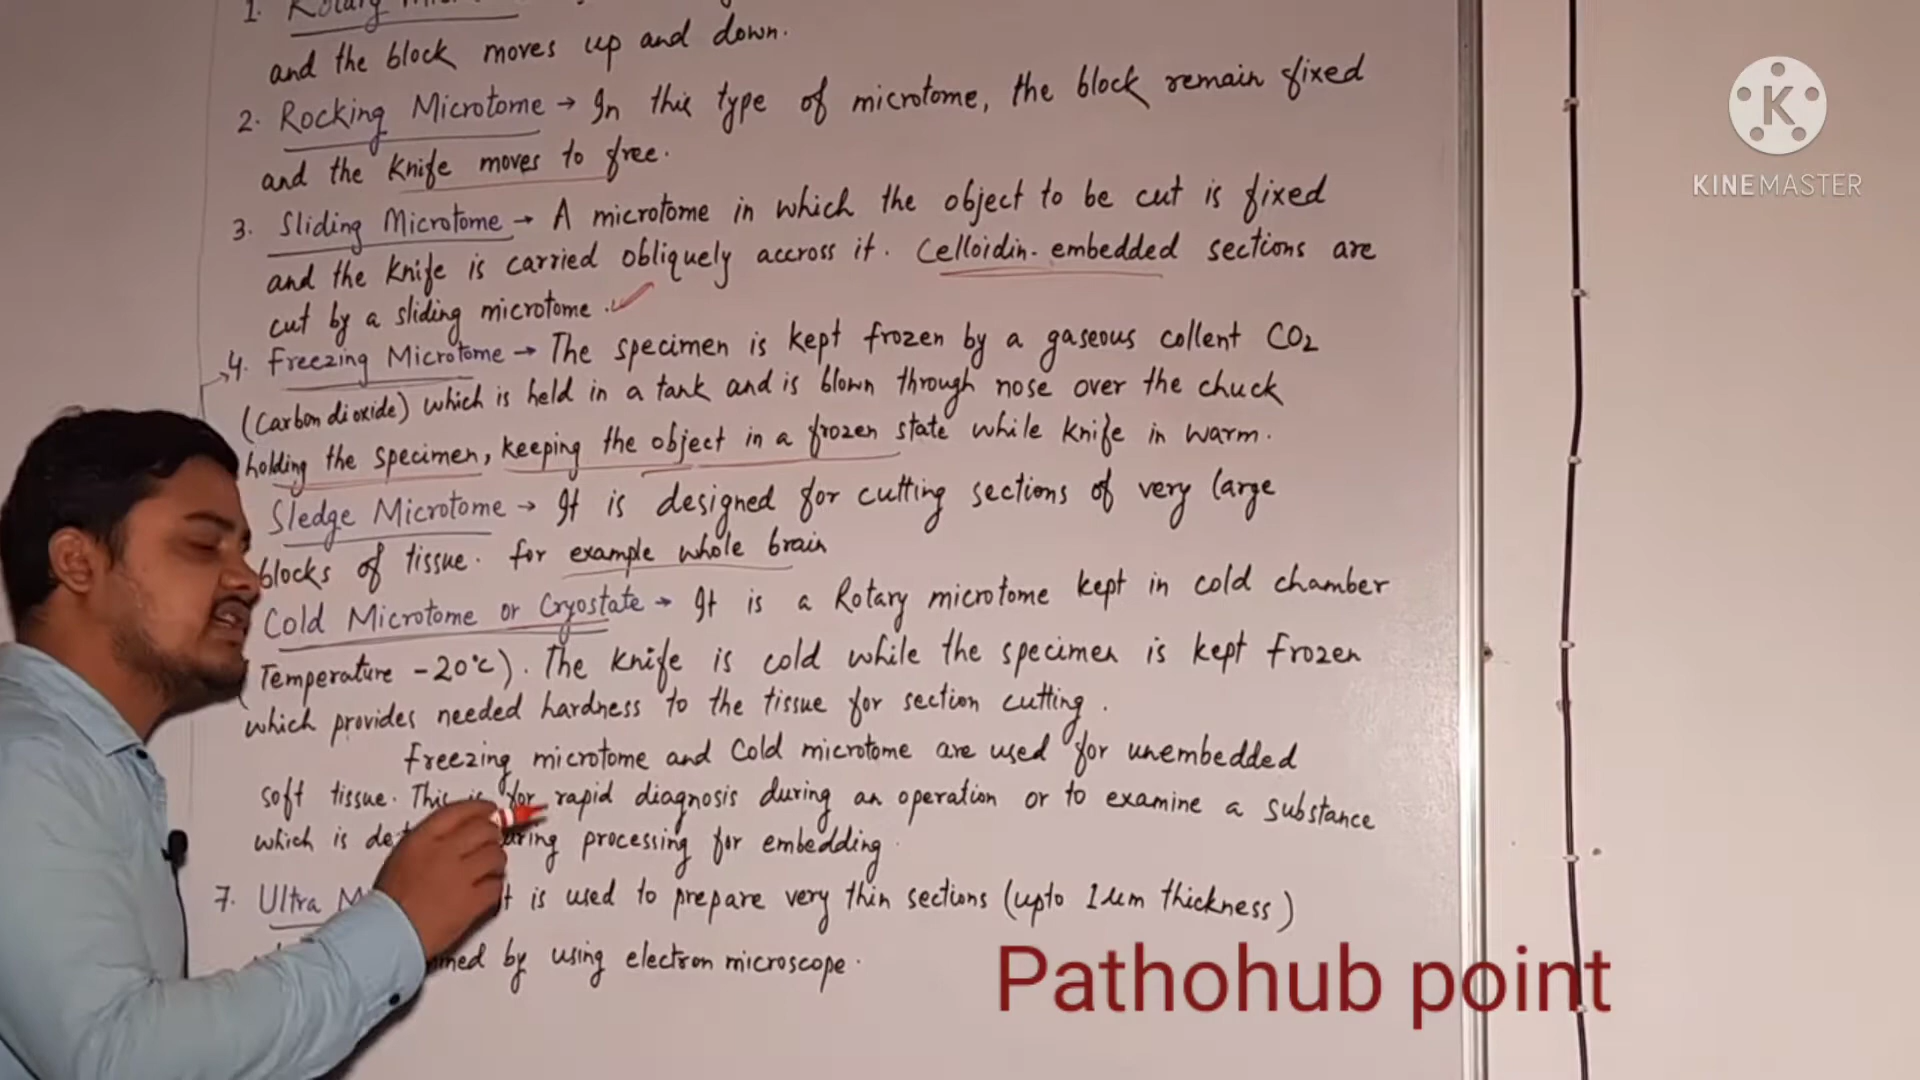 1. Rotary
and the block moves up and down.
2. Rocking Microtome → In this type of microtome, the block remain fixed
and the knife moves to free.
3. Sliding Microtome → A microtome in which the object to be cut is fixed
and the knife is carried obliquely accross it. Celloidin-embedded sections are
cut by a sliding microtome.
4. Freezing Microtome → The specimen is kept frozen by a gaseous collent CO2
(Carbon dioxide) which is held in a tank and is blown through nose over the chuck
holding the specimen, keeping the object in a frozen state while knife in warm.
Sledge Microtome → It is designed for cutting sections of very large
blocks of tissue. for example whole brain
Cold Microtome or Cryostate → It is a Rotary microtome kept in cold chamber
(Temperature -20°C). The knife is cold while the specimen is kept frozen
which provides needed hardness to the tissue for section cutting.
Freezing microtome and Cold microtome are used for unembedded
soft tissue. This is for rapid diagnosis during an operation or to examine a substance
which is processing for embedding.
7. Ultra It is used to prepare very thin sections (upto 1 µm thickness)
by using electron microscope.
K
KINEMASTER
Pathohub point